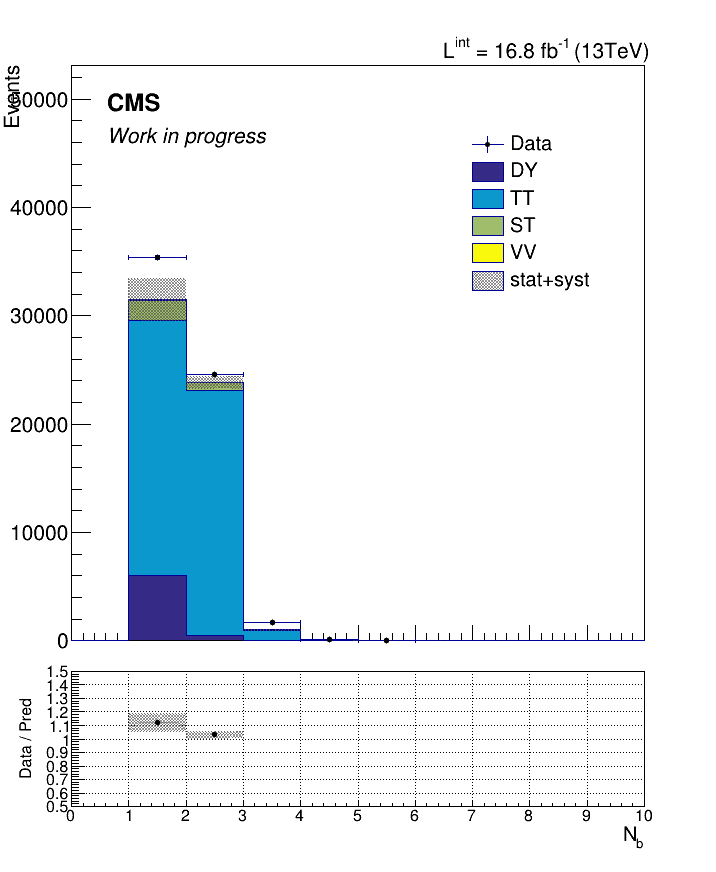 L^int = 16.8 fb^-1 (13TeV)
Events
50000
40000
30000
20000
10000
0
CMS
Work in progress
Data
DY
TT
ST
VV
stat+syst
Data / Pred
1.5
1.4
1.3
1.2
1.1
1
0.9
0.8
0.7
0.6
0.5
0 1 2 3 4 5 6 7 8 9 10
N_b